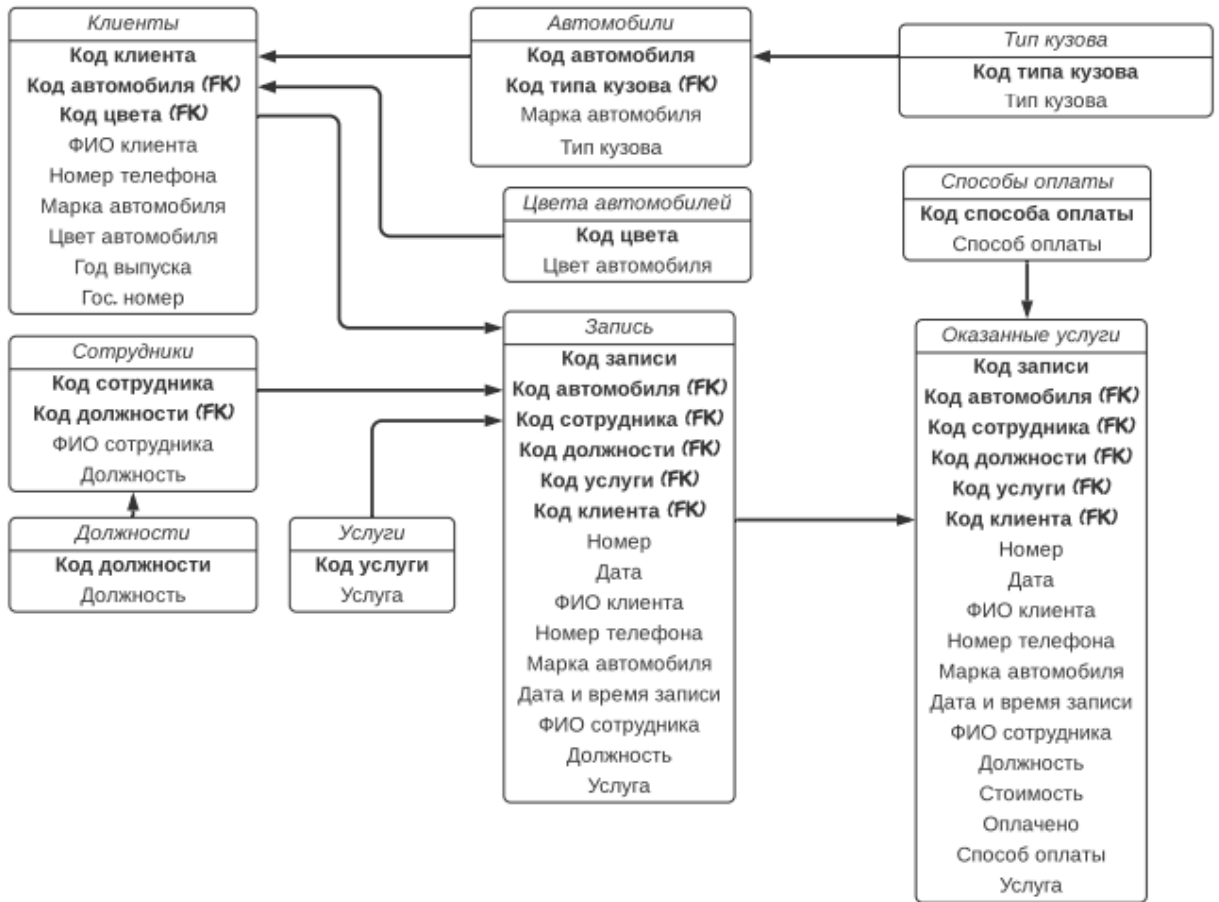 Клиенты
Код клиента
Код автомобиля (FK)
Код цвета (FK)
ФИО клиента
Номер телефона
Марка автомобиля
Цвет автомобиля
Год выпуска
Гос. номер
Автомобили
Код автомобиля
Код типа кузова (FK)
Марка автомобиля
Тип кузова
Тип кузова
Код типа кузова
Тип кузова
Цвета автомобилей
Код цвета
Цвет автомобиля
Способы оплаты
Код способа оплаты
Способ оплаты
Сотрудники
Код сотрудника
Код должности (FK)
ФИО сотрудника
Должность
Должности
Код должности
Должность
Услуги
Код услуги
Услуга
Запись
Код записи
Код автомобиля (FK)
Код сотрудника (FK)
Код должности (FK)
Код услуги (FK)
Код клиента (FK)
Номер
Дата
ФИО клиента
Номер телефона
Марка автомобиля
Дата и время записи
ФИО сотрудника
Должность
Услуга
Оказанные услуги
Код записи
Код автомобиля (FK)
Код сотрудника (FK)
Код должности (FK)
Код услуги (FK)
Код клиента (FK)
Номер
Дата
ФИО клиента
Номер телефона
Марка автомобиля
Дата и время записи
ФИО сотрудника
Должность
Стоимость
Оплачено
Способ оплаты
Услуга